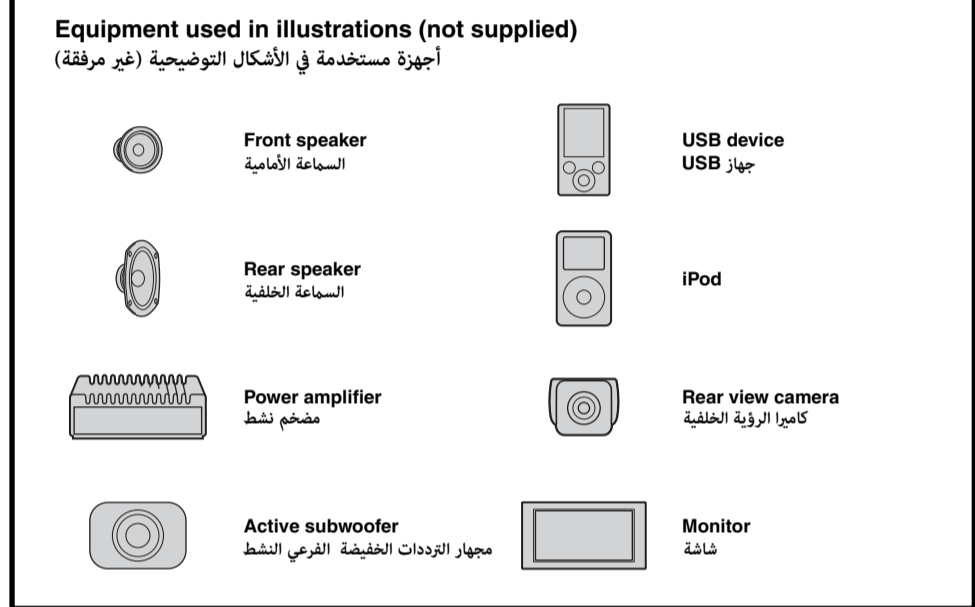 Equipment used in illustrations (not supplied)
أجهزة مستخدمة في الأشكال التوضيحية (غير مرفقة)
Front speaker
السماعة الأمامية
USB device
جهاز USB
Rear speaker
السماعة الخلفية
iPod
Power amplifier
مضخم نشط
Rear view camera
كاميرا الرؤية الخلفية
Active subwoofer
مجهار الترددات الخفيضة الفرعي النشط
Monitor
شاشة